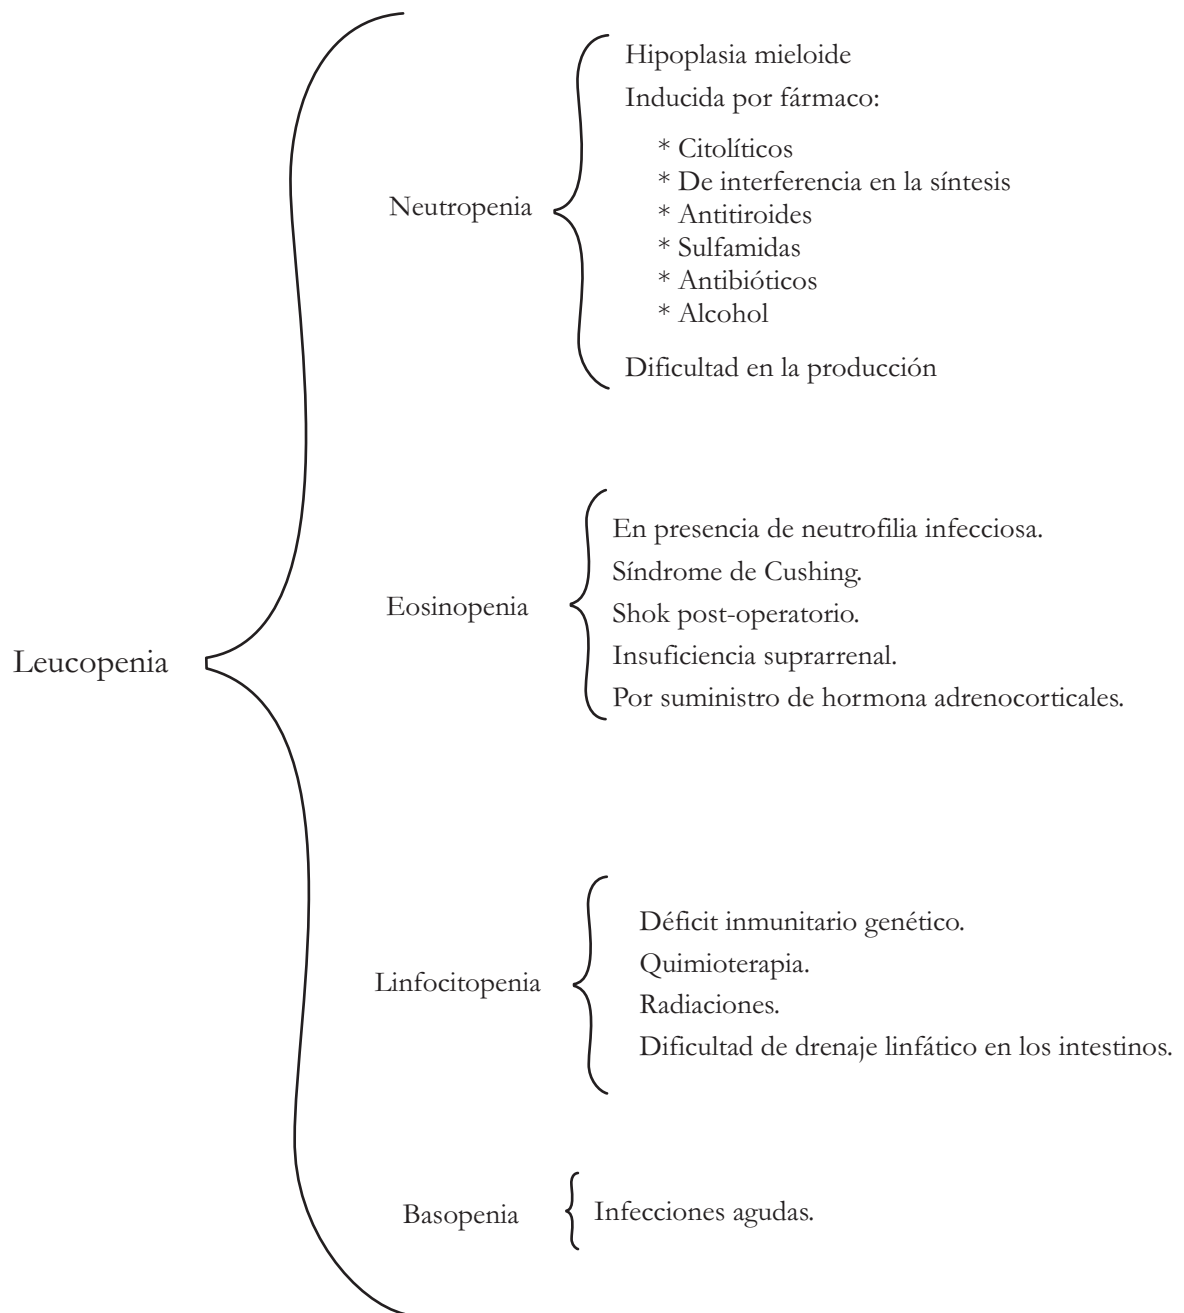 Leucopenia
Neutropenia
Hipoplasia mieloide
Inducida por fármaco:
* Citolíticos
* De interferencia en la síntesis
* Antitiroides
* Sulfamidas
* Antibióticos
* Alcohol
Dificultad en la producción
Eosinopenia
En presencia de neutrofilia infecciosa.
Síndrome de Cushing.
Shok post-operatorio.
Insuficiencia suprarrenal.
Por suministro de hormona adrenocorticales.
Linfocitopenia
Déficit inmunitario genético.
Quimioterapia.
Radiaciones.
Dificultad de drenaje linfático en los intestinos.
Basopenia
Infecciones agudas.